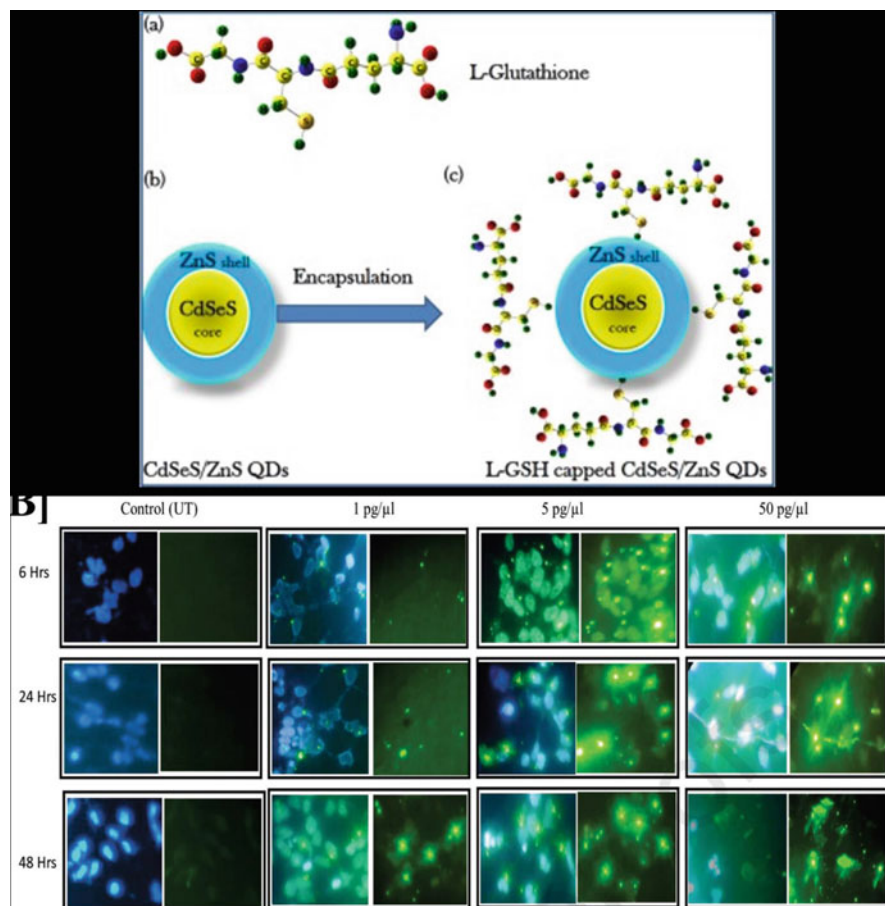 (a)
L-Glutathione
(b)
(c)
ZnS shell
CdSeS
core
Encapsulation
ZnS shell
CdSeS
core
CdSeS/ZnS QDs
L-GSH capped CdSeS/ZnS QDs
B]
Control (UT)
1 pg/µl
5 pg/µl
50 pg/µl
6 Hrs
24 Hrs
48 Hrs